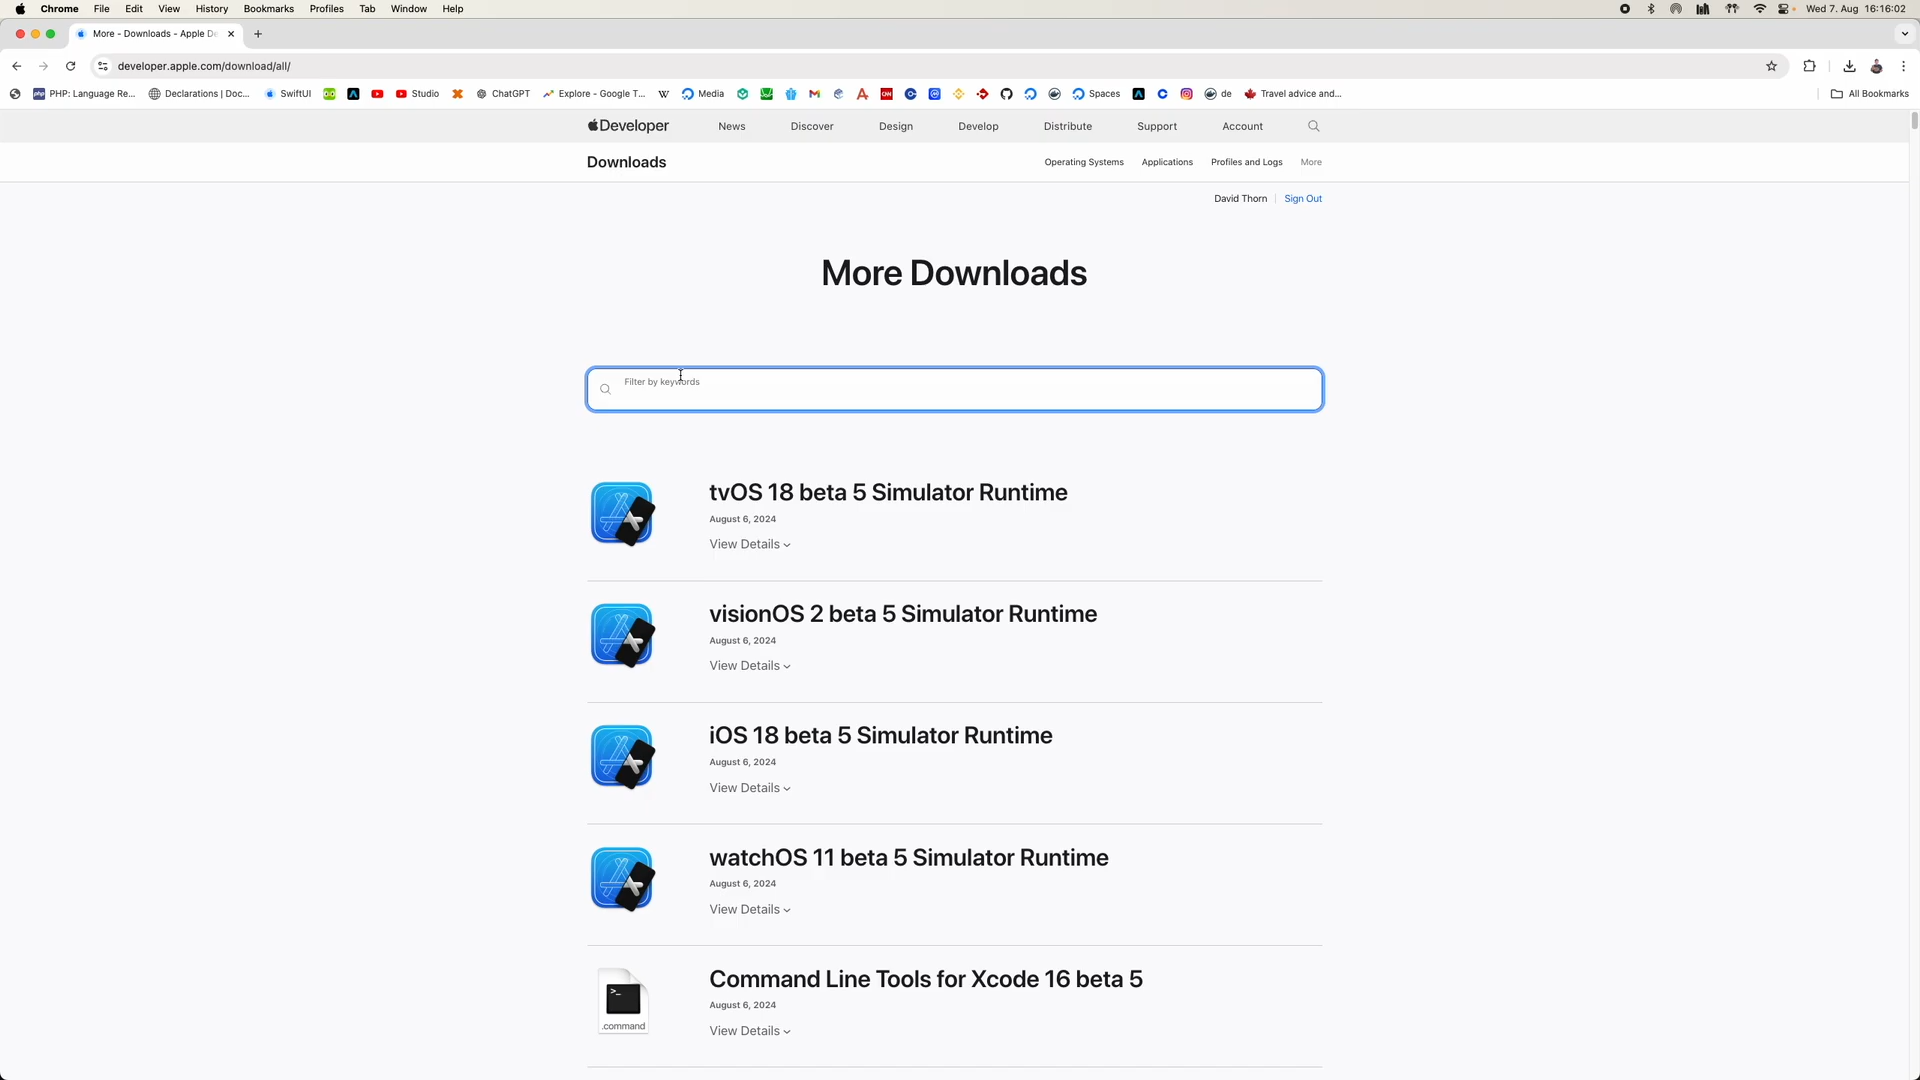 Chrome File Edit View History Bookmarks Profiles Tab Window Help Wed 7. Aug 16:16:02
More - Downloads - Apple De
developer.apple.com/download/all/
PHP: Language Re... Declarations | Doc... SwiftUI Studio ChatGPT Explore - Google T... W Media Spaces de Travel advice and... All Bookmarks
Developer News Discover Design Develop Distribute Support Account
Downloads Operating Systems Applications Profiles and Logs More
David Thorn Sign Out
More Downloads
Filter by keywords
tvOS 18 beta 5 Simulator Runtime
August 6, 2024
View Details
visionOS 2 beta 5 Simulator Runtime
August 6, 2024
View Details
iOS 18 beta 5 Simulator Runtime
August 6, 2024
View Details
watchOS 11 beta 5 Simulator Runtime
August 6, 2024
View Details
Command Line Tools for Xcode 16 beta 5
August 6, 2024
.command
View Details